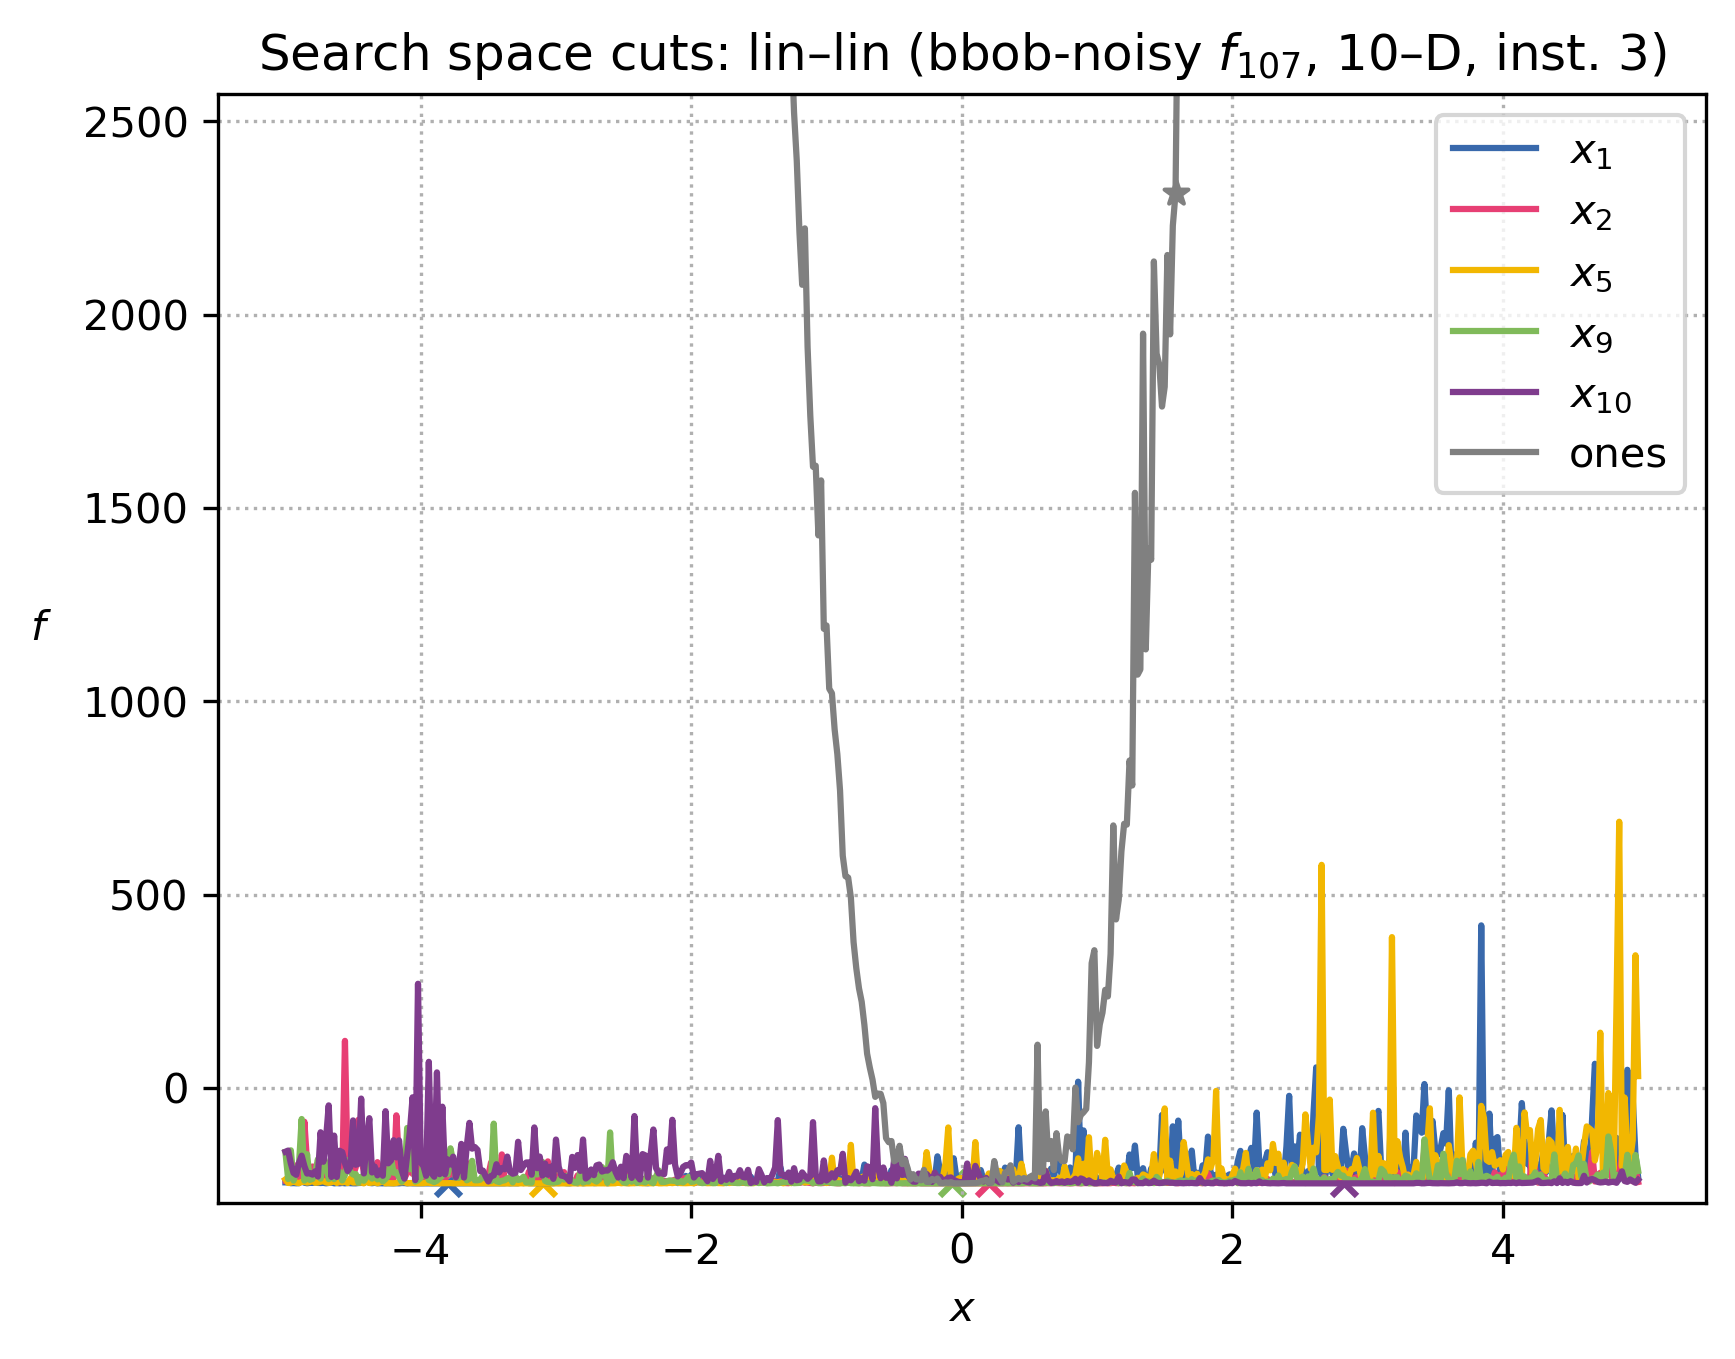 Search space cuts: lin–lin (bbob-noisy f₁₀₇, 10–D, inst. 3)
2500
2000
1500
1000
500
0
f
x₁
x₂
x₅
x₉
x₁₀
ones
−4 −2 0 2 4
x